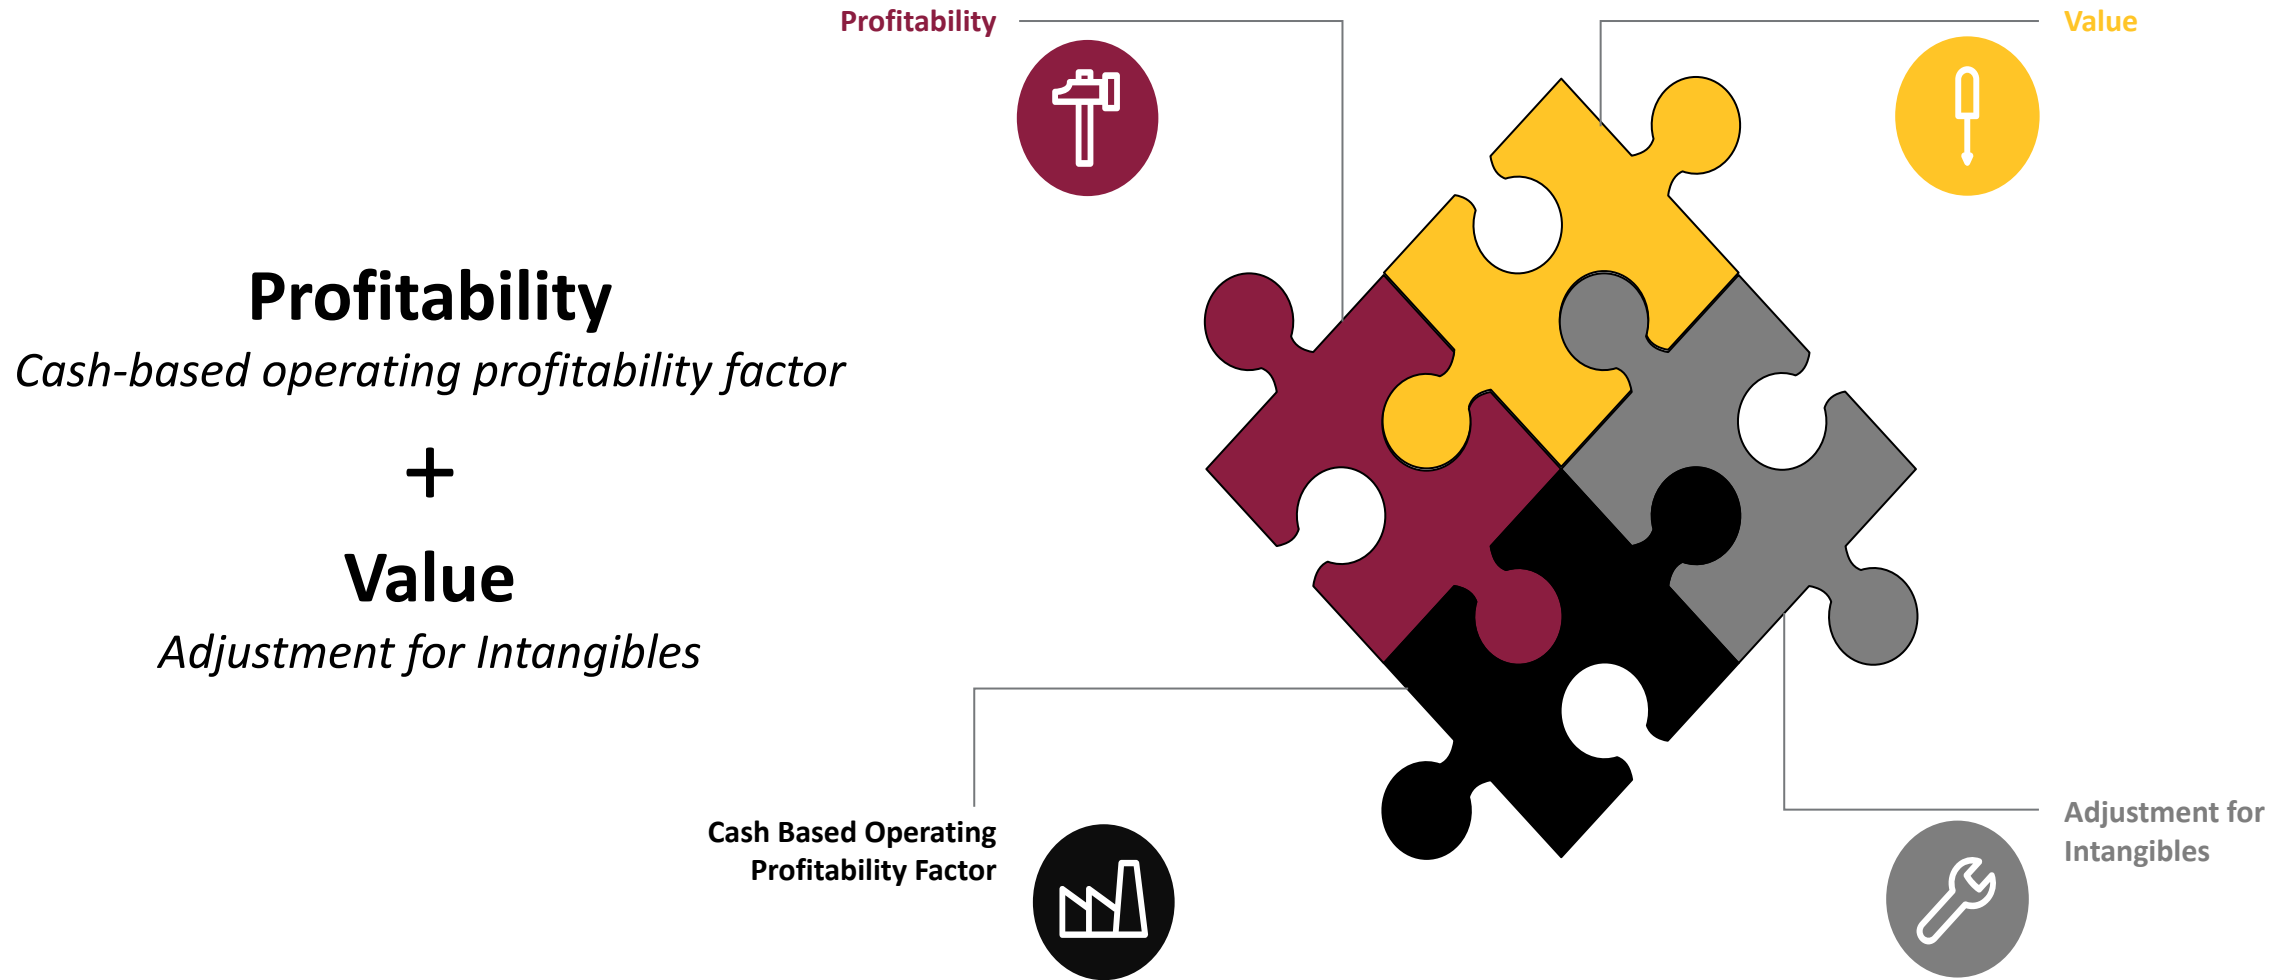 Profitability
Cash-based operating profitability factor
+
Value
Adjustment for Intangibles
Profitability
Value
Cash Based Operating
Profitability Factor
Adjustment for
Intangibles